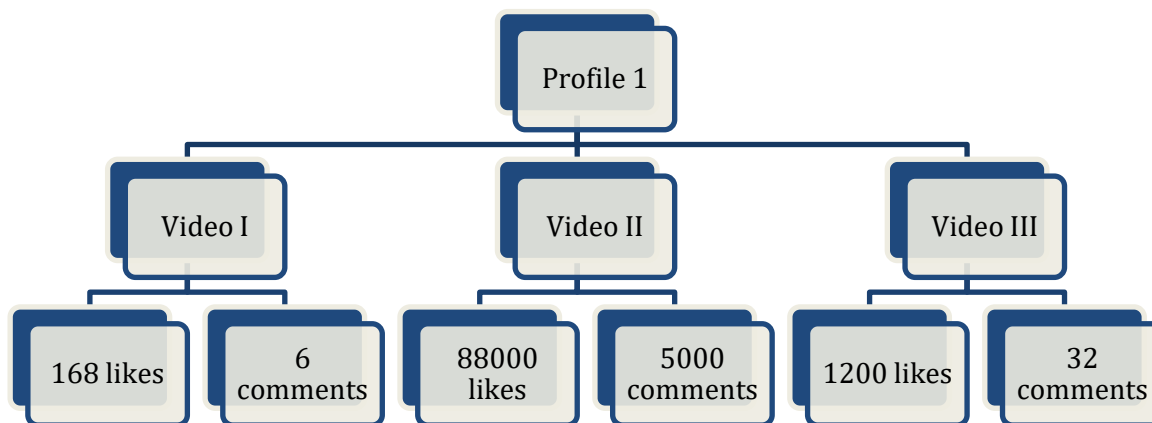 Profile 1
Video I
Video II
Video III
168 likes
6
comments
88000
likes
5000
comments
1200 likes
32
comments